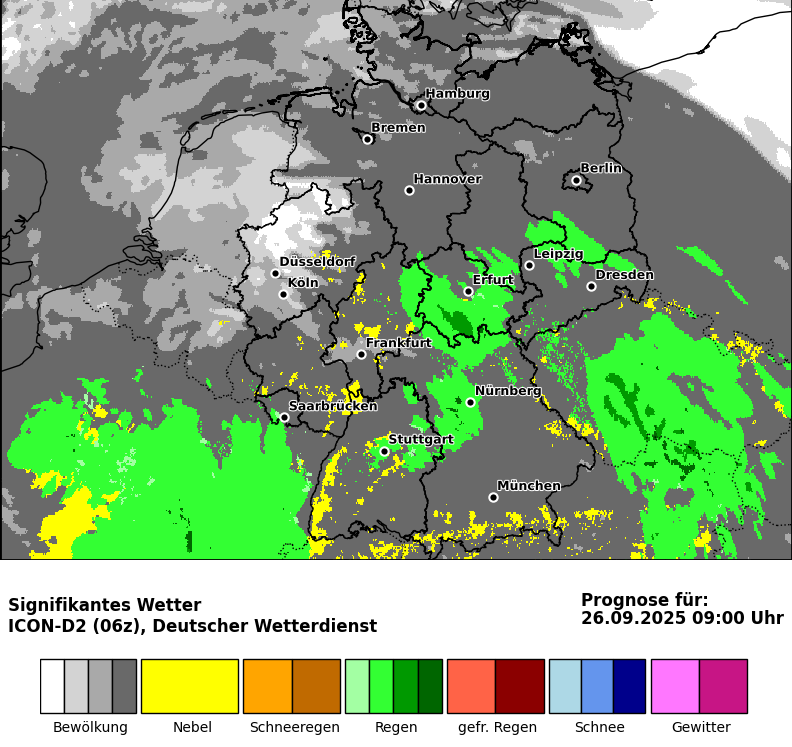 Hamburg
Bremen
Berlin
Hannover
Leipzig
Düsseldorf
Dresden
Köln
Erfurt
Frankfurt
Nürnberg
Saarbrücken
Stuttgart
München
Signifikantes Wetter
ICON-D2 (06z), Deutscher Wetterdienst
Prognose für:
26.09.2025 09:00 Uhr
Bewölkung Nebel Schneeregen Regen gefr. Regen Schnee Gewitter